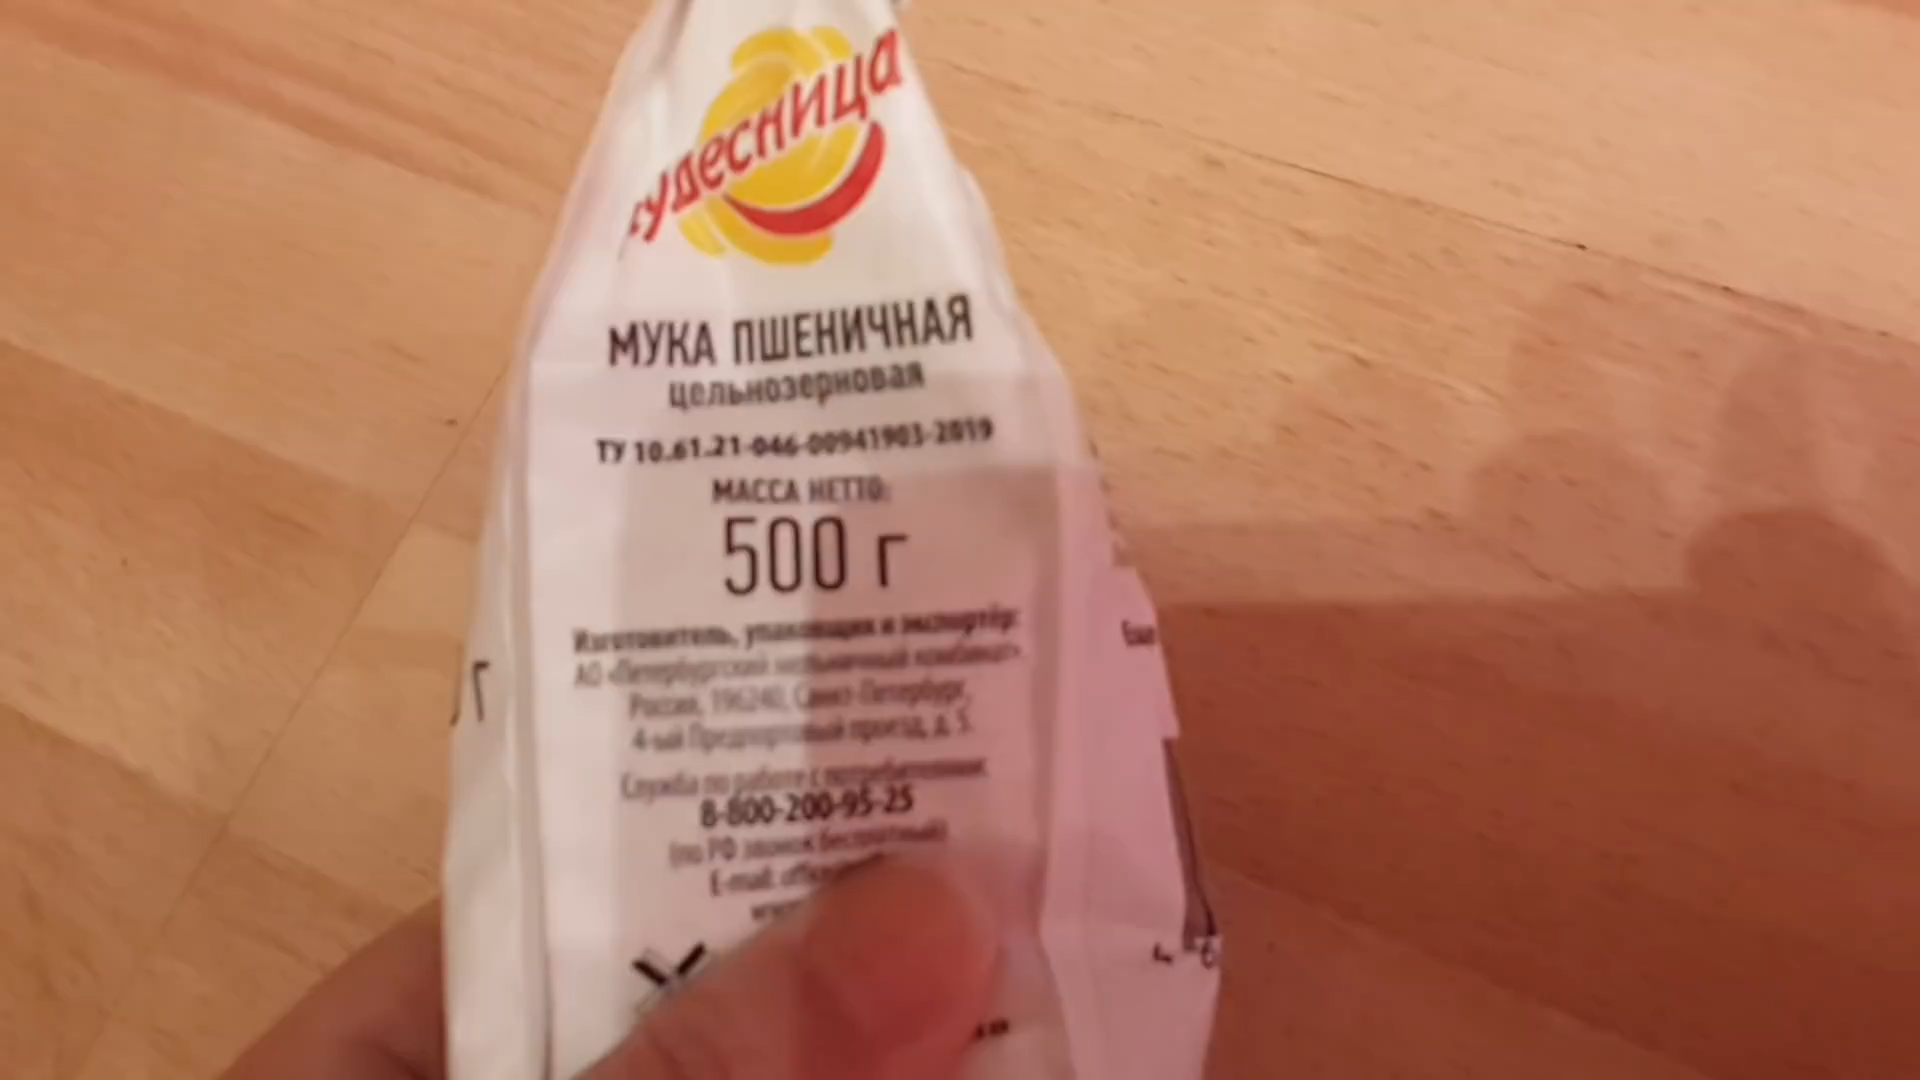 чудесница
МУКА ПШЕНИЧНАЯ
цельнозерновая
ТУ 10.61.21-046-00941903-2019
МАССА НЕТТО:
500 г
Изготовитель, упаковщик и экспортёр:
АО «Петербургский мельничный комбинат»
Россия, 196240, Санкт-Петербург,
4-ый Предпортовый проезд, д. 5.
Служба по работе с потребителями:
8-800-200-95-25
(по РФ звонок бесплатный)
E-mail:
г